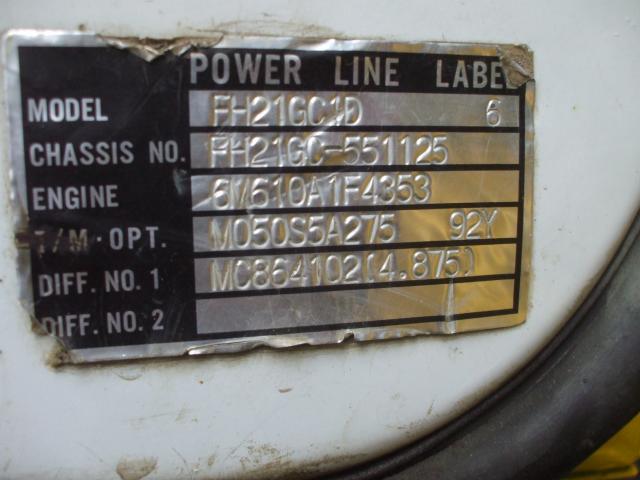 POWER LINE LABEL
MODEL FH21GC1D 6
CHASSIS NO. FH21GC-551125
ENGINE 6M610A1F4353
T/M·OPT. M050S5A275 92Y
DIFF. NO. 1 MC864102(4.875)
DIFF. NO. 2